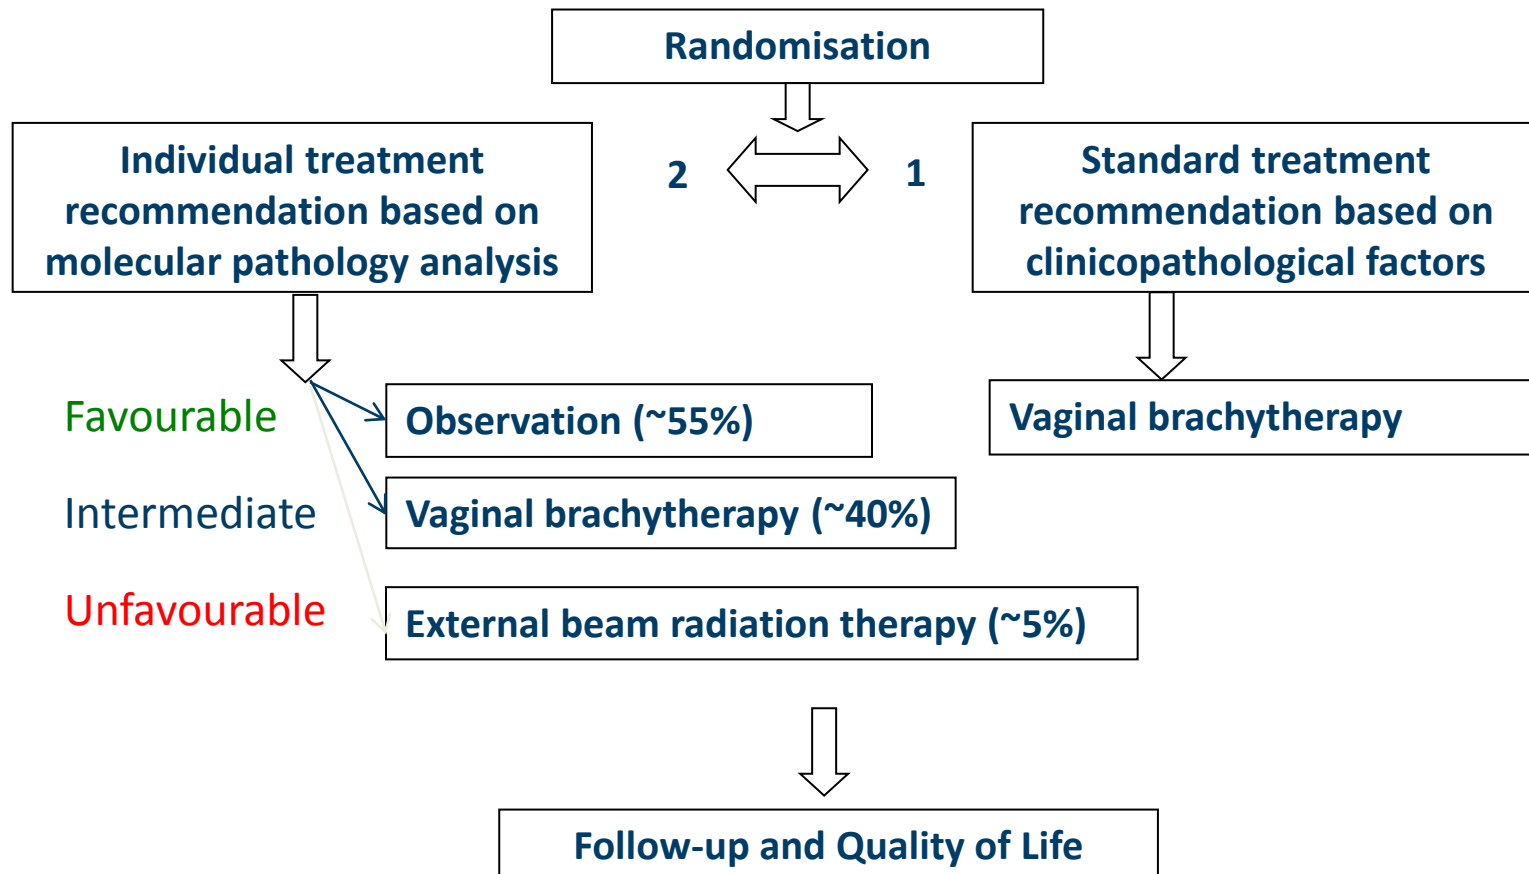 Randomisation
Individual treatment
recommendation based on
molecular pathology analysis
2
1
Standard treatment
recommendation based on
clinicopathological factors
Favourable
Observation (~55%)
Vaginal brachytherapy
Intermediate
Vaginal brachytherapy (~40%)
Unfavourable
External beam radiation therapy (~5%)
Follow-up and Quality of Life